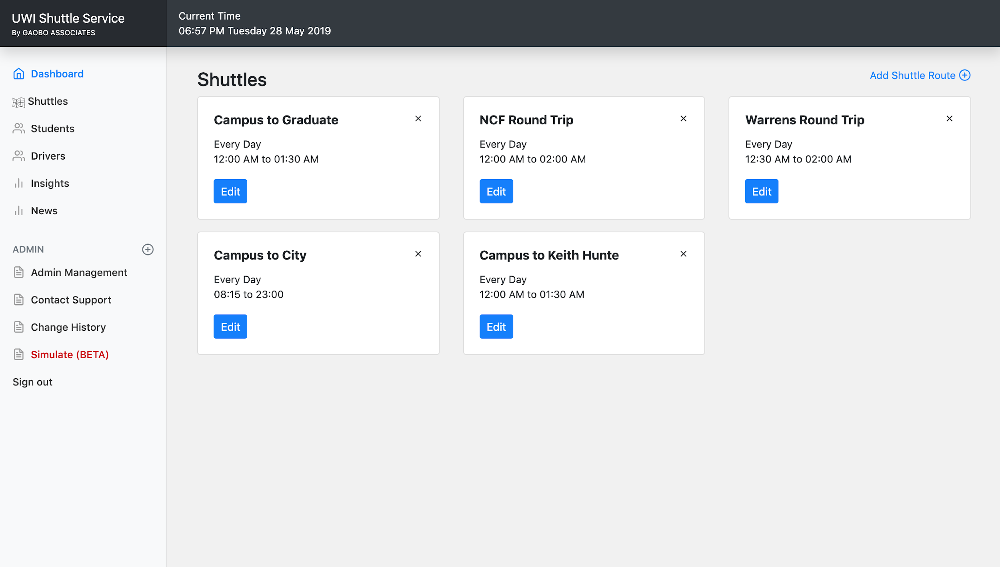 UWI Shuttle Service
By GAOBO ASSOCIATES
Current Time
06:57 PM Tuesday 28 May 2019
Dashboard
Shuttles
Students
Drivers
Insights
News
ADMIN
Admin Management
Contact Support
Change History
Simulate (BETA)
Sign out
Shuttles
Add Shuttle Route
Campus to Graduate
Every Day
12:00 AM to 01:30 AM
Edit
NCF Round Trip
Every Day
12:00 AM to 02:00 AM
Edit
Warrens Round Trip
Every Day
12:30 AM to 02:00 AM
Edit
Campus to City
Every Day
08:15 to 23:00
Edit
Campus to Keith Hunte
Every Day
12:00 AM to 01:30 AM
Edit